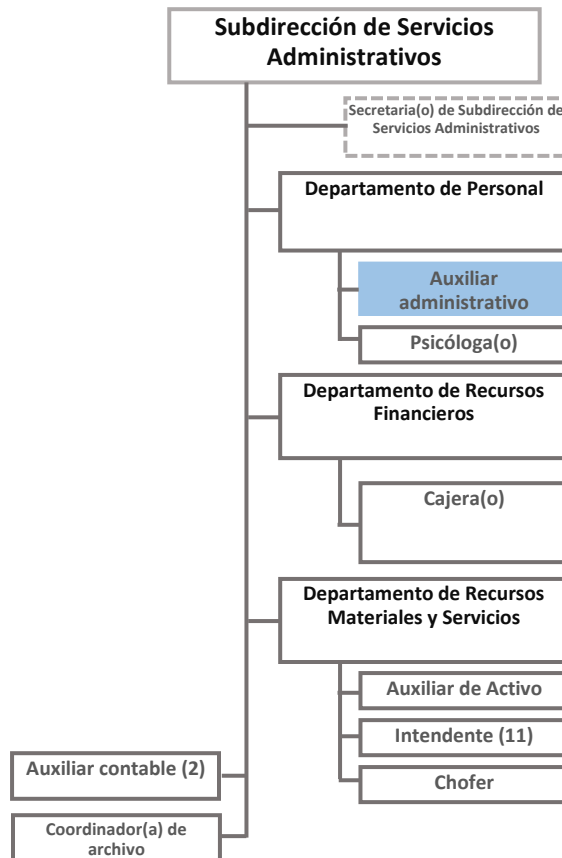 Subdirección de Servicios
Administrativos
Secretaria(o) de Subdirección de
Servicios Administrativos
Departamento de Personal
Auxiliar
administrativo
Psicóloga(o)
Departamento de Recursos
Financieros
Cajera(o)
Departamento de Recursos
Materiales y Servicios
Auxiliar de Activo
Intendente (11)
Auxiliar contable (2)
Chofer
Coordinador(a) de
archivo